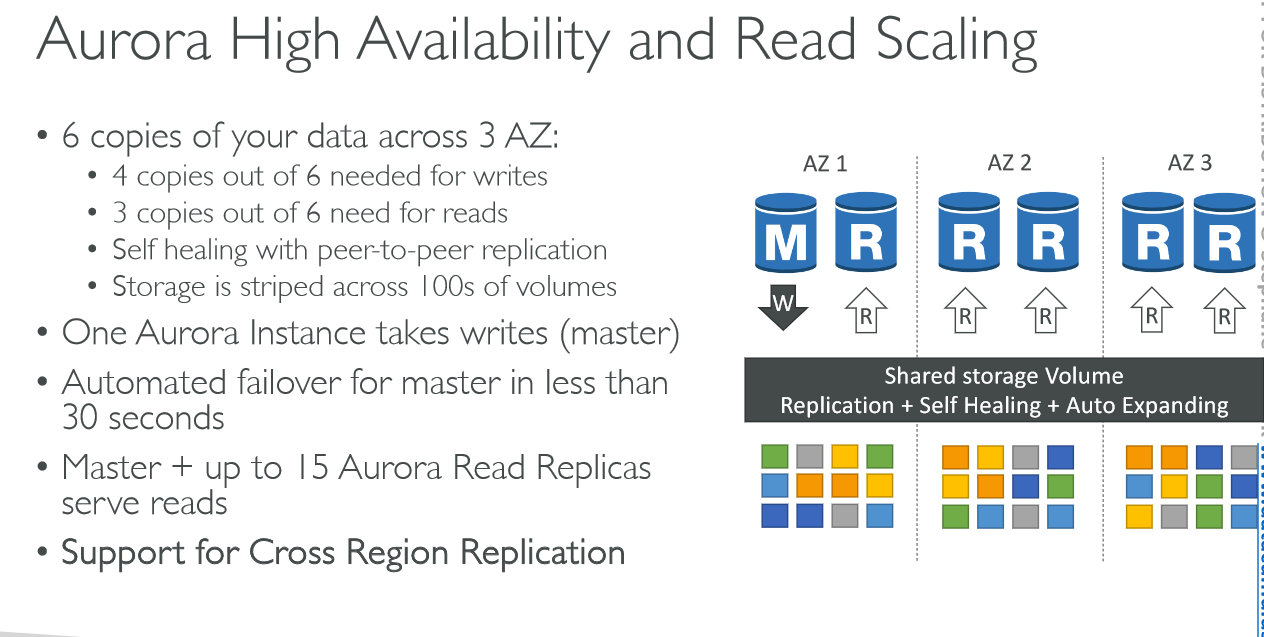 Aurora High Availability and Read Scaling
• 6 copies of your data across 3 AZ:
• 4 copies out of 6 needed for writes
• 3 copies out of 6 need for reads
• Self healing with peer-to-peer replication
• Storage is striped across 100s of volumes
• One Aurora Instance takes writes (master)
• Automated failover for master in less than
30 seconds
• Master + up to 15 Aurora Read Replicas
serve reads
• Support for Cross Region Replication
AZ 1 AZ 2 AZ 3
M R R R R R
W R R R R R
Shared storage Volume
Replication + Self Healing + Auto Expanding